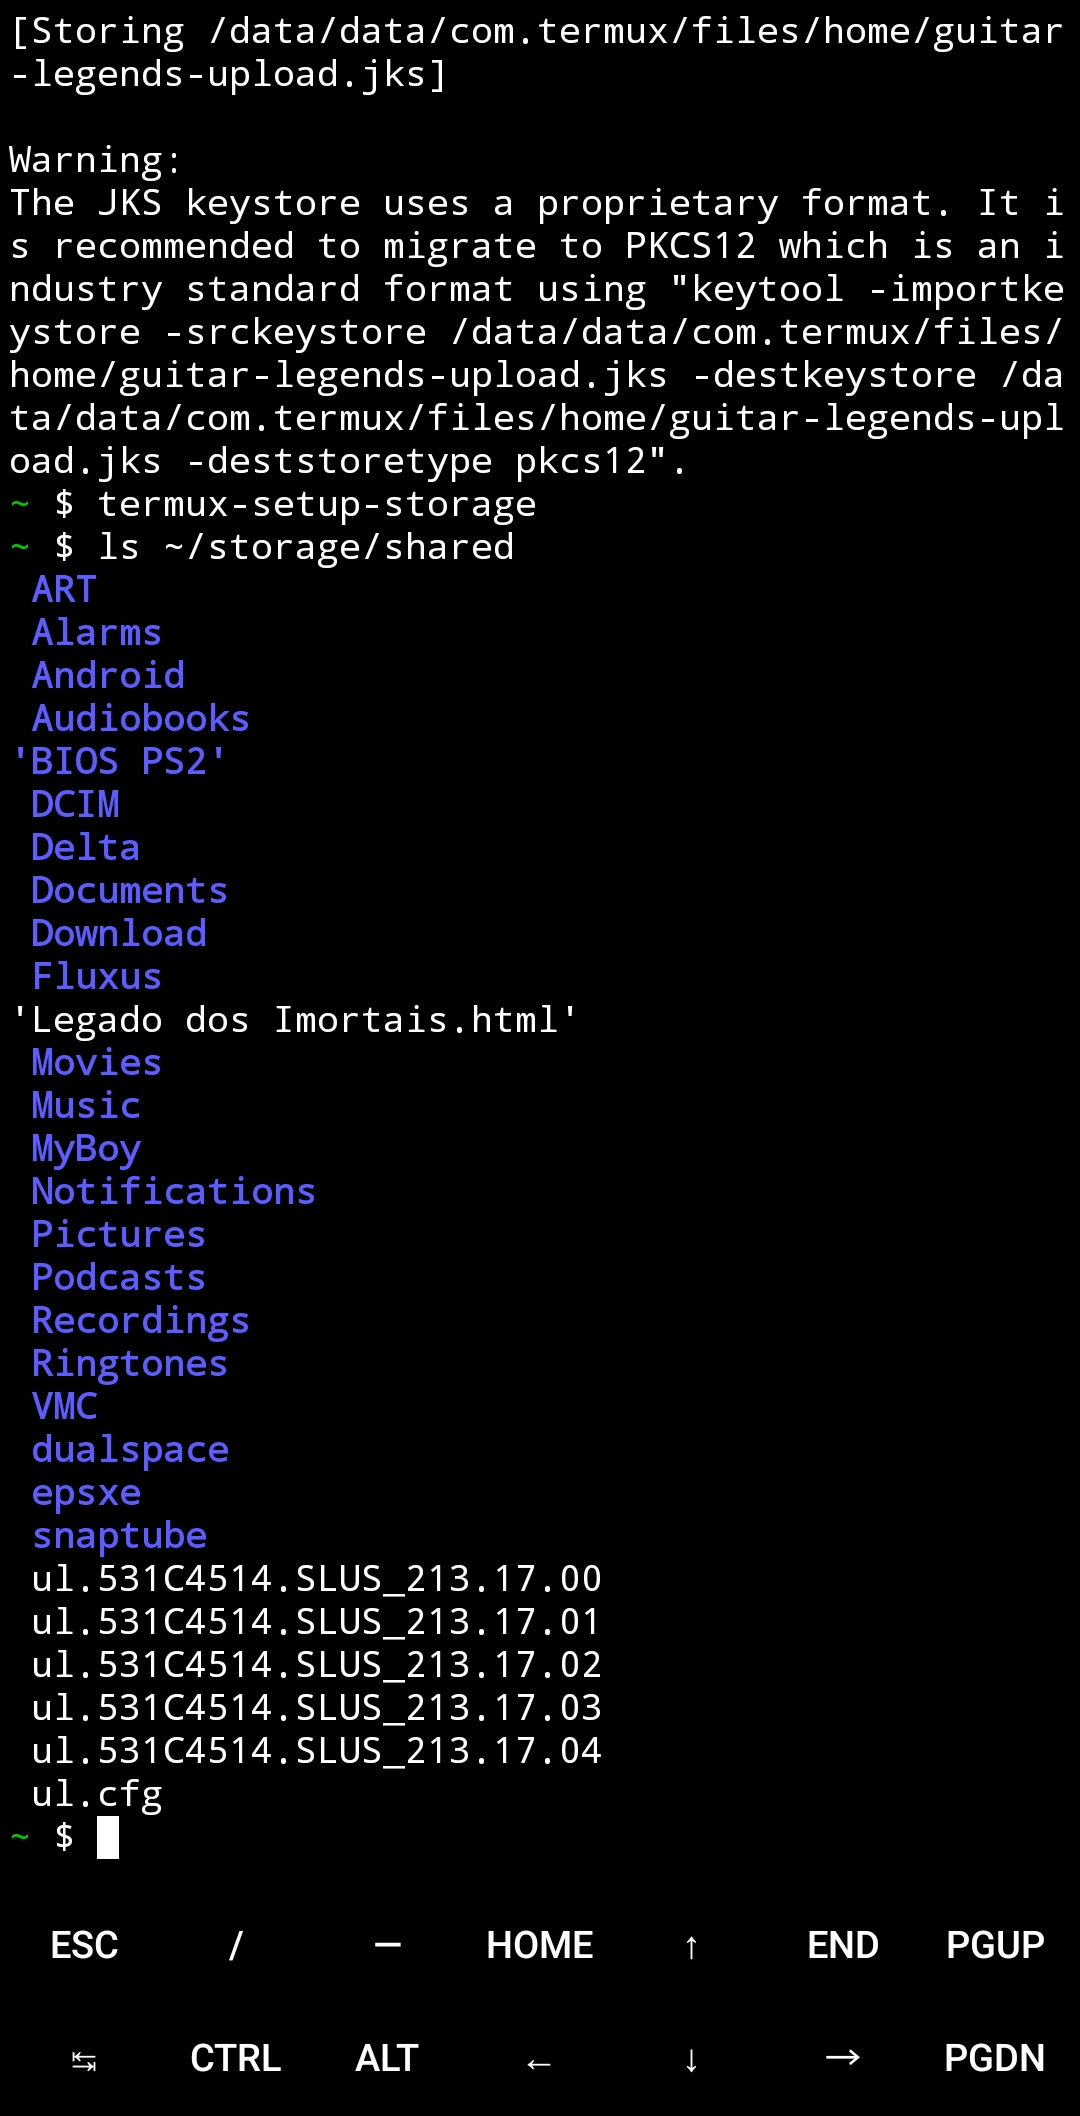 [Storing /data/data/com.termux/files/home/guitar
-legends-upload.jks]
Warning:
The JKS keystore uses a proprietary format. It i
s recommended to migrate to PKCS12 which is an i
ndustry standard format using "keytool -importke
ystore -srckeystore /data/data/com.termux/files/
home/guitar-legends-upload.jks -destkeystore /da
ta/data/com.termux/files/home/guitar-legends-upl
oad.jks -deststoretype pkcs12".
~ $ termux-setup-storage
~ $ ls ~/storage/shared
ART
Alarms
Android
Audiobooks
'BIOS PS2'
DCIM
Delta
Documents
Download
Fluxus
'Legado dos Imortais.html'
Movies
Music
MyBoy
Notifications
Pictures
Podcasts
Recordings
Ringtones
VMC
dualspace
epsxe
snaptube
ul.531C4514.SLUS_213.17.00
ul.531C4514.SLUS_213.17.01
ul.531C4514.SLUS_213.17.02
ul.531C4514.SLUS_213.17.03
ul.531C4514.SLUS_213.17.04
ul.cfg
~ $
ESC / — HOME ↑ END PGUP
↹ CTRL ALT ← ↓ → PGDN